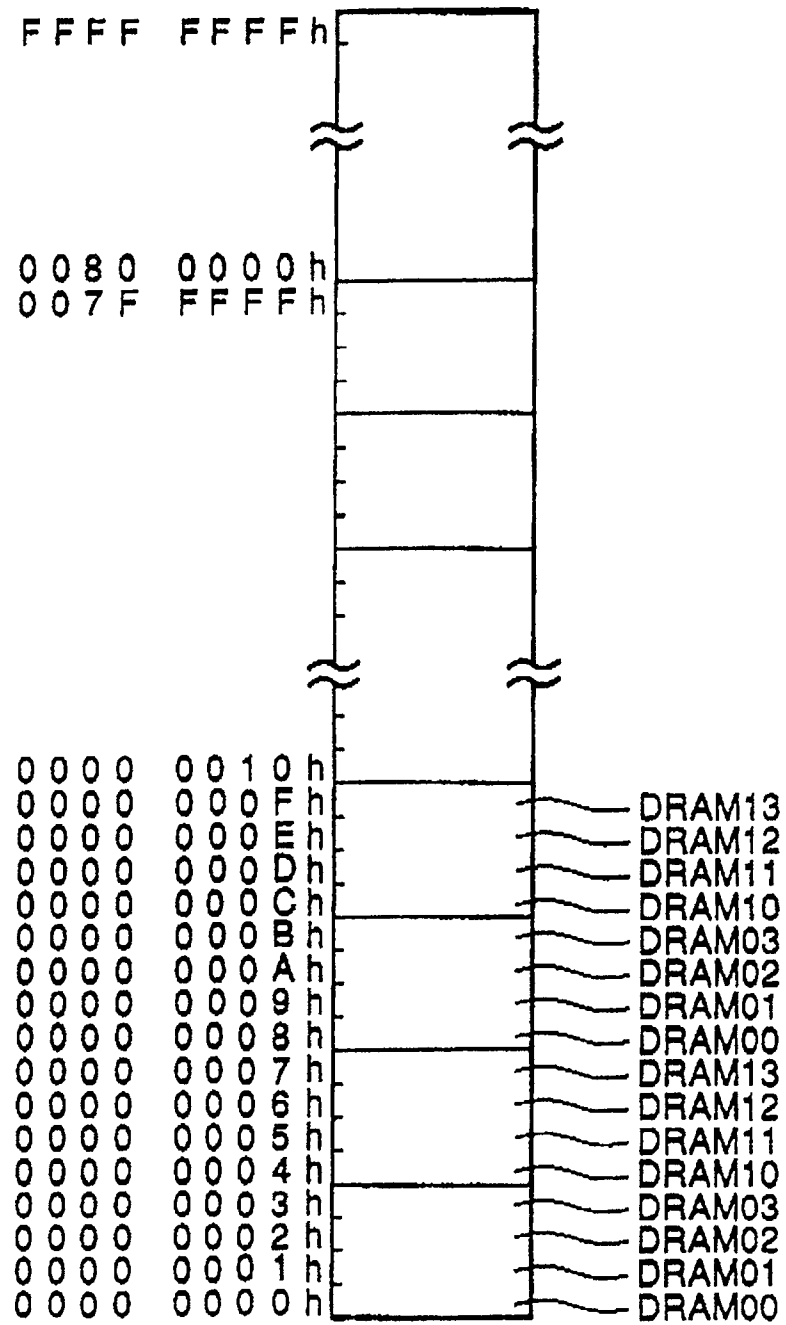 FFFF FFFFh
0080 0000h
007F FFFFh
0000 0010h
0000 000Fh DRAM13
0000 000Eh DRAM12
0000 000Dh DRAM11
0000 000Ch DRAM10
0000 000Bh DRAM03
0000 000Ah DRAM02
0000 0009h DRAM01
0000 0008h DRAM00
0000 0007h DRAM13
0000 0006h DRAM12
0000 0005h DRAM11
0000 0004h DRAM10
0000 0003h DRAM03
0000 0002h DRAM02
0000 0001h DRAM01
0000 0000h DRAM00